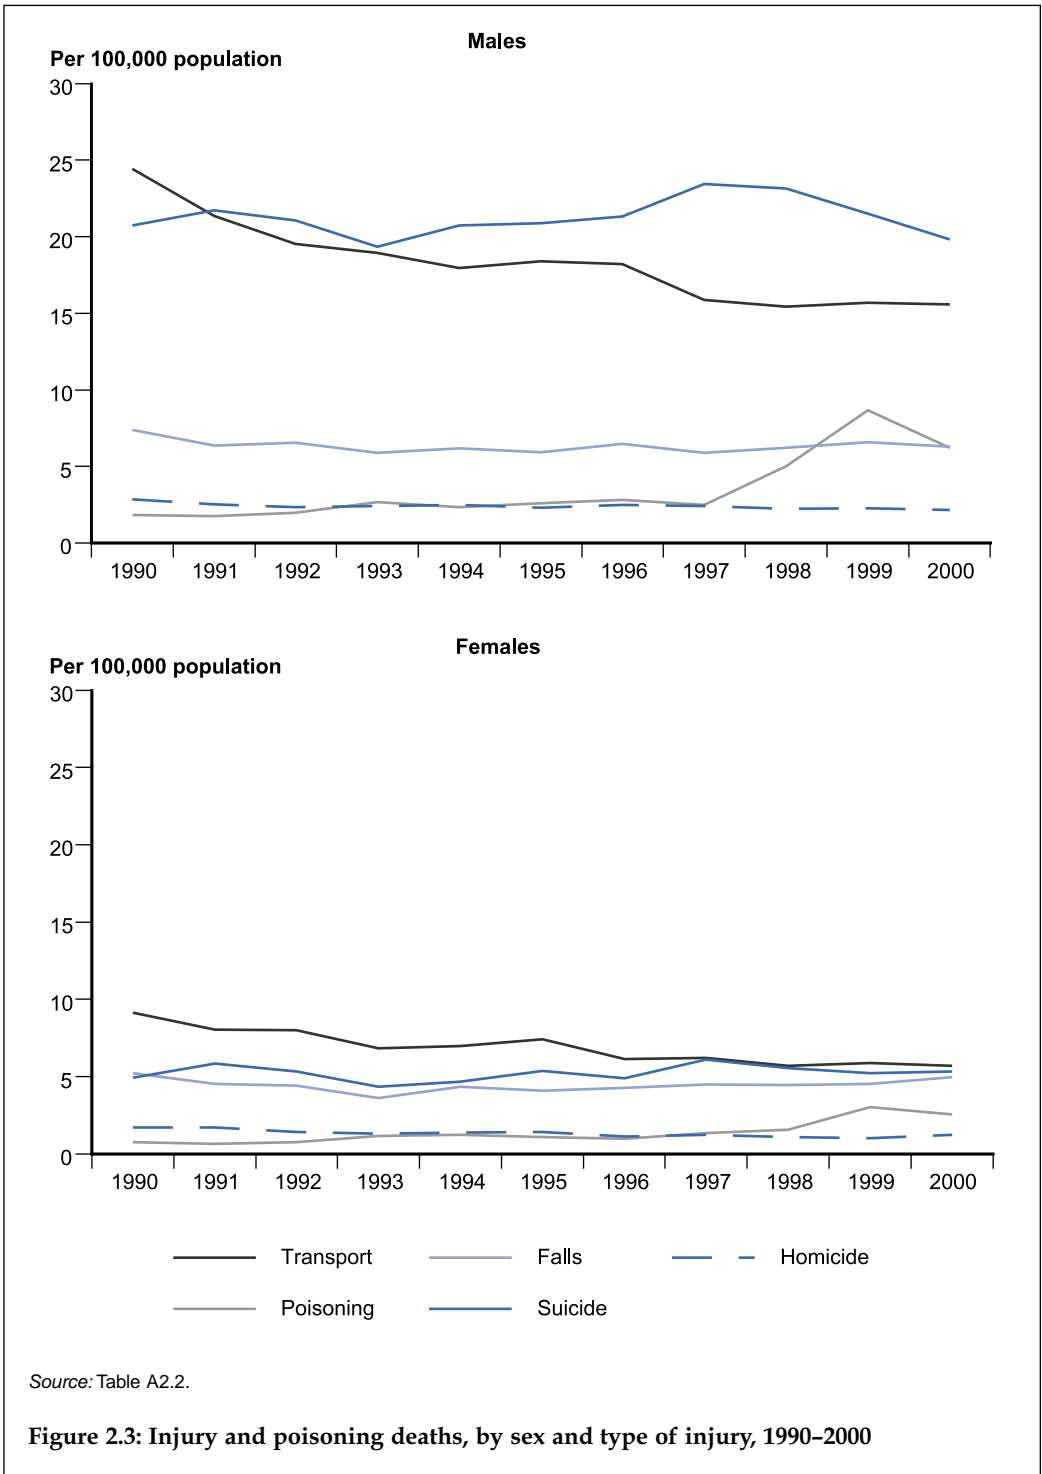 Males
Per 100,000 population
30
25
20
15
10
5
0
1990 1991 1992 1993 1994 1995 1996 1997 1998 1999 2000
Females
Per 100,000 population
30
25
20
15
10
5
0
1990 1991 1992 1993 1994 1995 1996 1997 1998 1999 2000
Transport Falls Homicide
Poisoning Suicide
Source: Table A2.2.
Figure 2.3: Injury and poisoning deaths, by sex and type of injury, 1990–2000